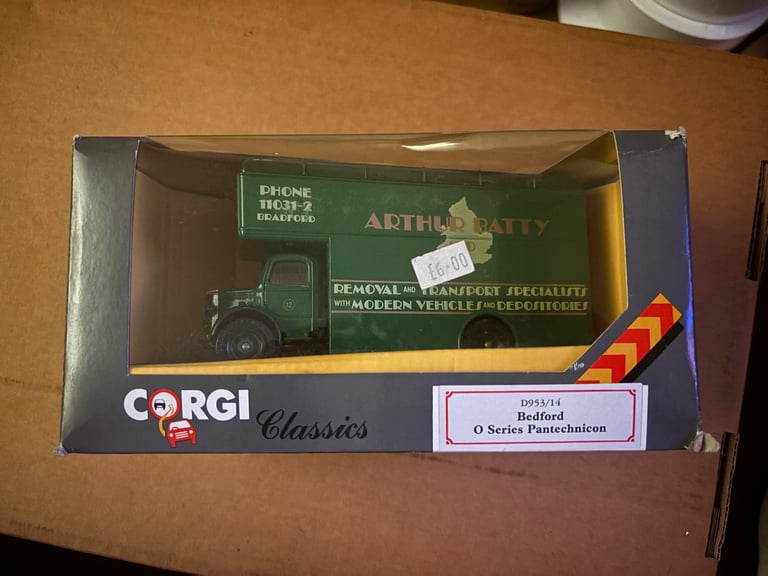 PHONE
11031-2
BRADFORD
ARTHUR BATTY
£6.00
REMOVAL AND TRANSPORT SPECIALISTS
WITH MODERN VEHICLES AND DEPOSITORIES
12
CORGI
Classics
D953/14
Bedford
O Series Pantechnicon